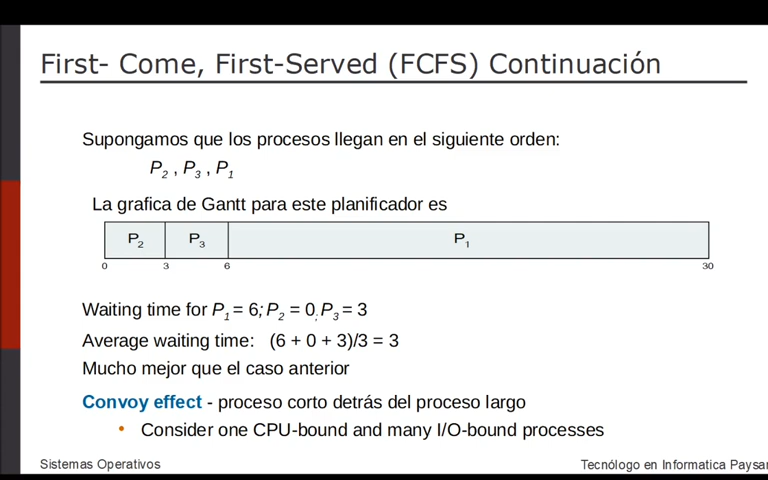 First- Come, First-Served (FCFS) Continuación
Supongamos que los procesos llegan en el siguiente orden:
P2 , P3 , P1
La grafica de Gantt para este planificador es
P2 P3 P1
0 3 6 30
Waiting time for P1 = 6; P2 = 0; P3 = 3
Average waiting time: (6 + 0 + 3)/3 = 3
Mucho mejor que el caso anterior
Convoy effect - proceso corto detrás del proceso largo
• Consider one CPU-bound and many I/O-bound processes
Sistemas Operativos
Tecnólogo en Informatica Paysan